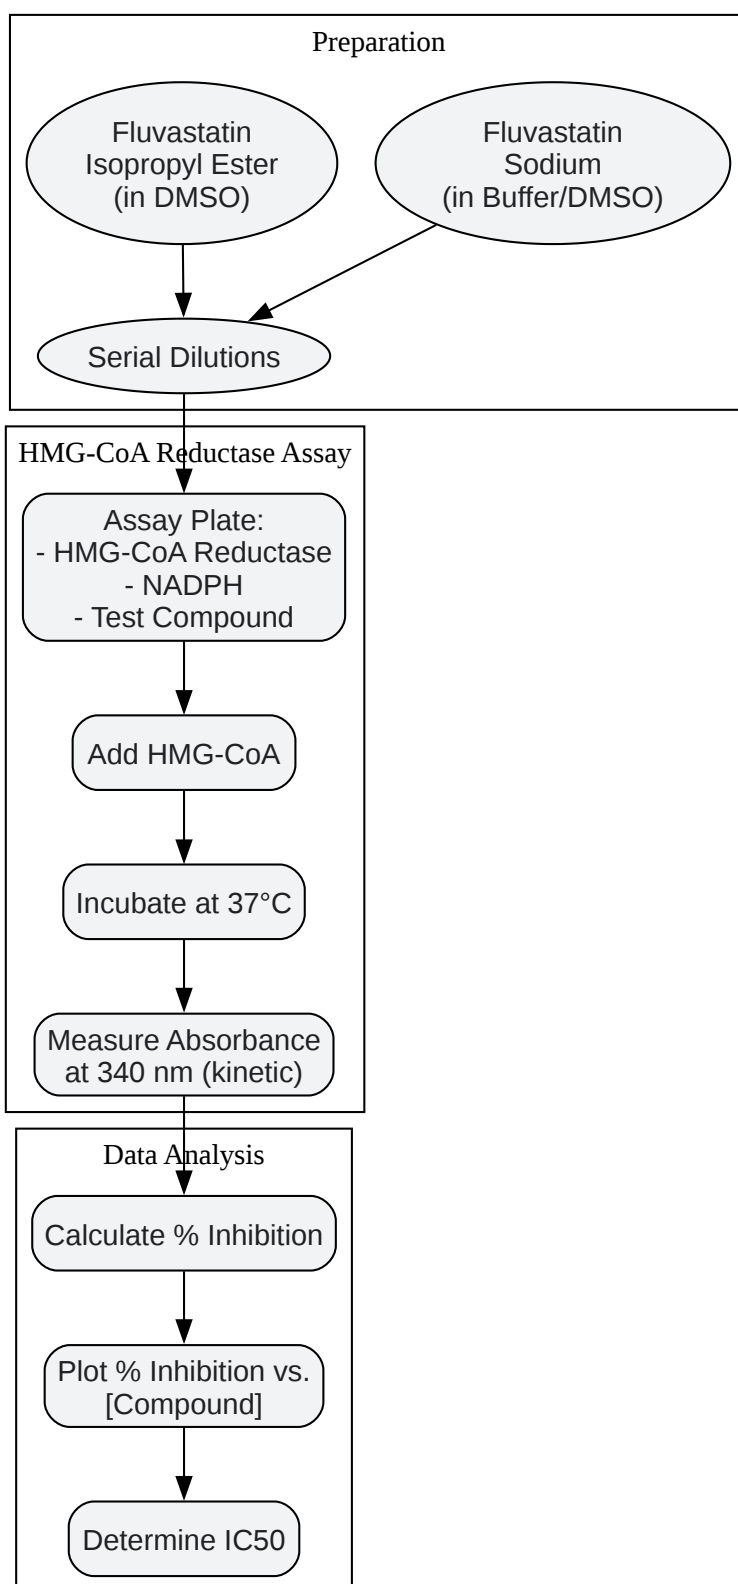 Preparation
Fluvastatin
Isopropyl Ester
(in DMSO)
Fluvastatin
Sodium
(in Buffer/DMSO)
Serial Dilutions
HMG-CoA Reductase Assay
Assay Plate:
- HMG-CoA Reductase
- NADPH
- Test Compound
Add HMG-CoA
Incubate at 37°C
Measure Absorbance
at 340 nm (kinetic)
Data Analysis
Calculate % Inhibition
Plot % Inhibition vs.
[Compound]
Determine IC50